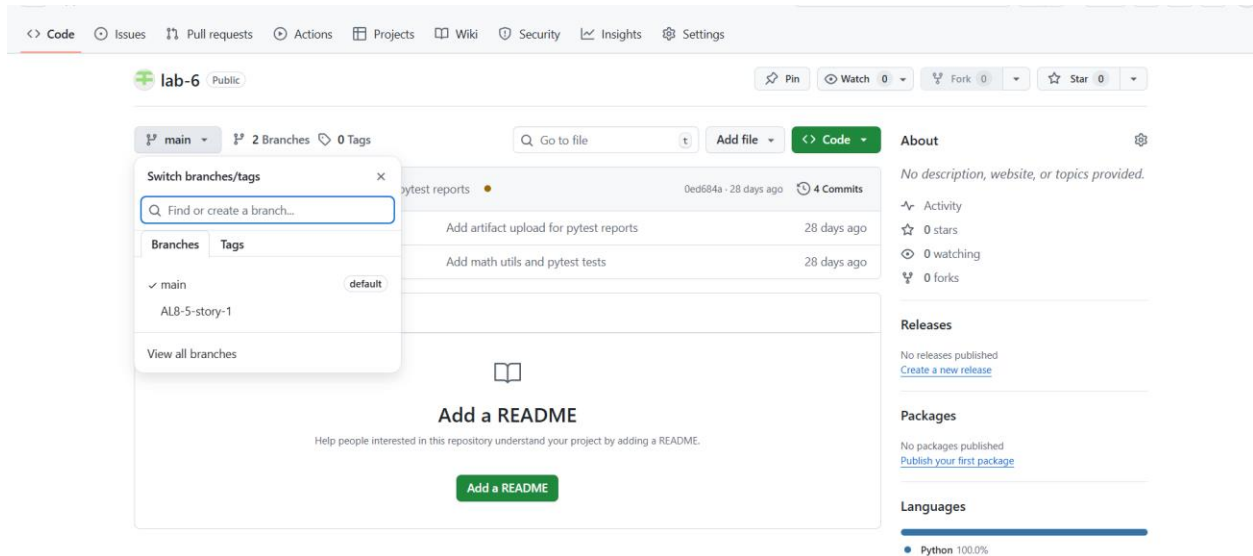 Code Issues Pull requests Actions Projects Wiki Security Insights Settings
lab-6 Public Pin Watch 0 Fork 0 Star 0
main 2 Branches 0 Tags Go to file t Add file Code
About
No description, website, or topics provided.
Switch branches/tags
pytest reports 0ed684a · 28 days ago 4 Commits
Find or create a branch...
Add artifact upload for pytest reports 28 days ago
Branches Tags
Add math utils and pytest tests 28 days ago
main default
AL8-5-story-1
View all branches
Activity
0 stars
0 watching
0 forks
Add a README
Help people interested in this repository understand your project by adding a README.
Add a README
Releases
No releases published
Create a new release
Packages
No packages published
Publish your first package
Languages
Python 100.0%